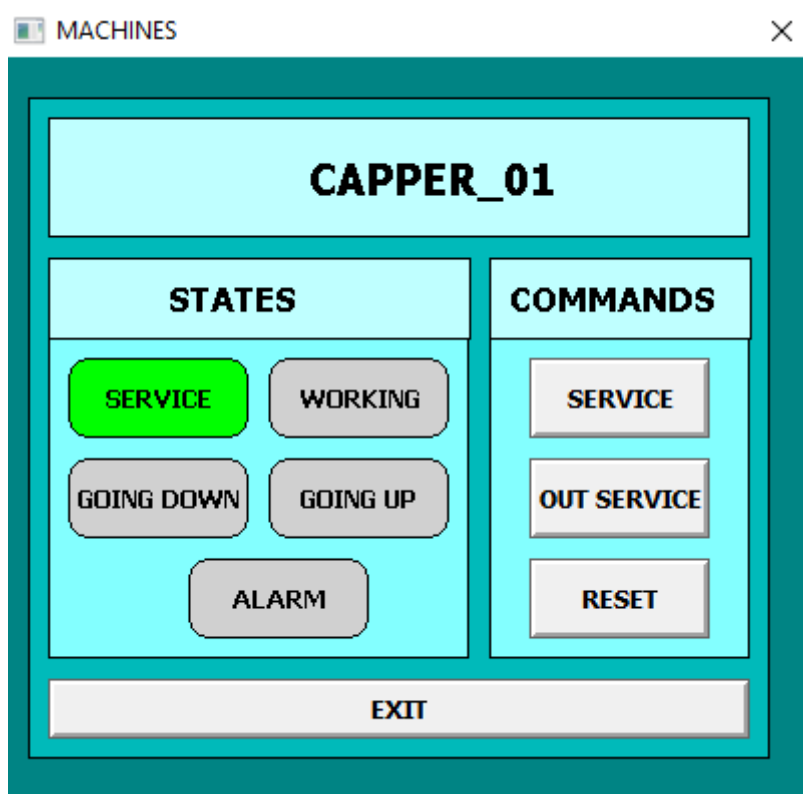 MACHINES
CAPPER_01
STATES
COMMANDS
SERVICE
WORKING
SERVICE
GOING DOWN
GOING UP
OUT SERVICE
ALARM
RESET
EXIT